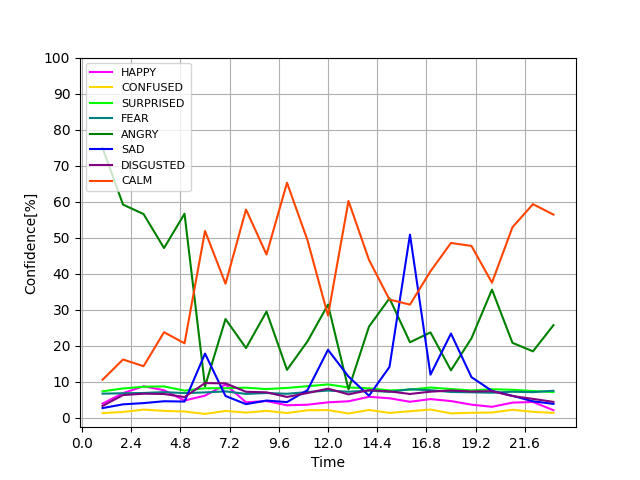 100
90
80
70
60
50
40
30
20
10
0
Confidence[%]
HAPPY
CONFUSED
SURPRISED
FEAR
ANGRY
SAD
DISGUSTED
CALM
0.0 2.4 4.8 7.2 9.6 12.0 14.4 16.8 19.2 21.6
Time